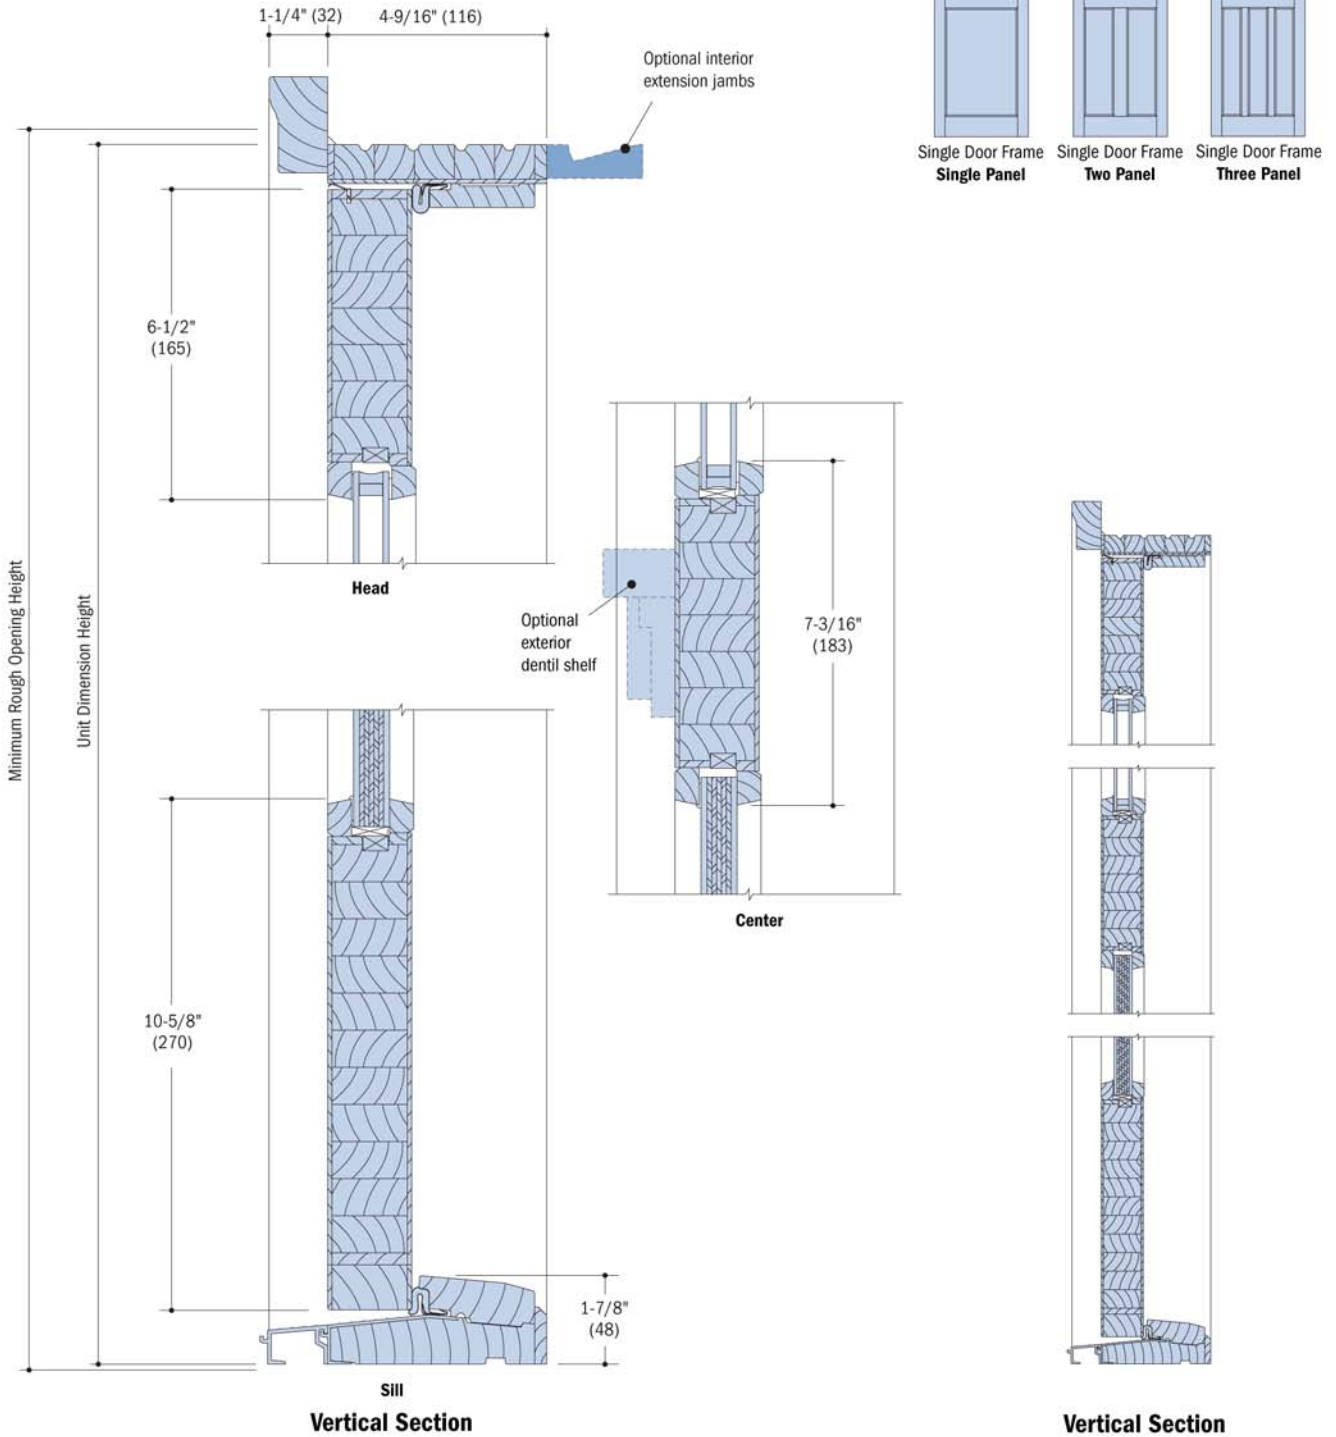 1-1/4" (32)
4-9/16" (116)
Optional interior
extension jambs
Single Door Frame
Single Panel
Single Door Frame
Two Panel
Single Door Frame
Three Panel
6-1/2"
(165)
Head
Minimum Rough Opening Height
Unit Dimension Height
Optional
exterior
dentil shelf
7-3/16"
(183)
Center
10-5/8"
(270)
1-7/8"
(48)
Sill
Vertical Section
Vertical Section